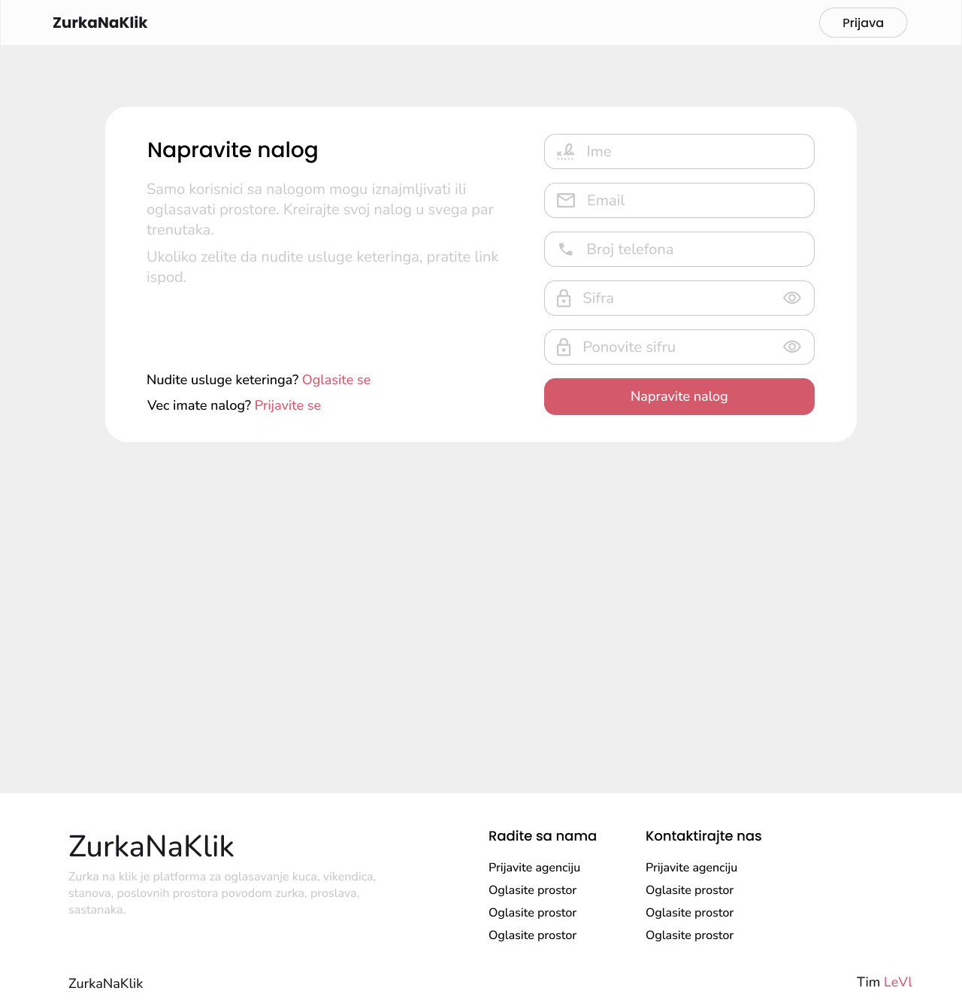 ZurkaNaKlik
Prijava
Napravite nalog
Samo korisnici sa nalogom mogu iznajmljivati ili
oglasavati prostore. Kreirajte svoj nalog u svega par
trenutaka.
Ukoliko zelite da nudite usluge keteringa, pratite link
ispod.
Nudite usluge keteringa? Oglasite se
Vec imate nalog? Prijavite se
Ime
Email
Broj telefona
Sifra
Ponovite sifru
Napravite nalog
ZurkaNaKlik
Zurka na klik je platforma za oglasavanje kuca, vikendica,
stanova, poslovnih prostora povodom zurka, proslava,
sastanaka.
Radite sa nama
Prijavite agenciju
Oglasite prostor
Oglasite prostor
Oglasite prostor
Kontaktirajte nas
Prijavite agenciju
Oglasite prostor
Oglasite prostor
Oglasite prostor
ZurkaNaKlik
Tim LeVl